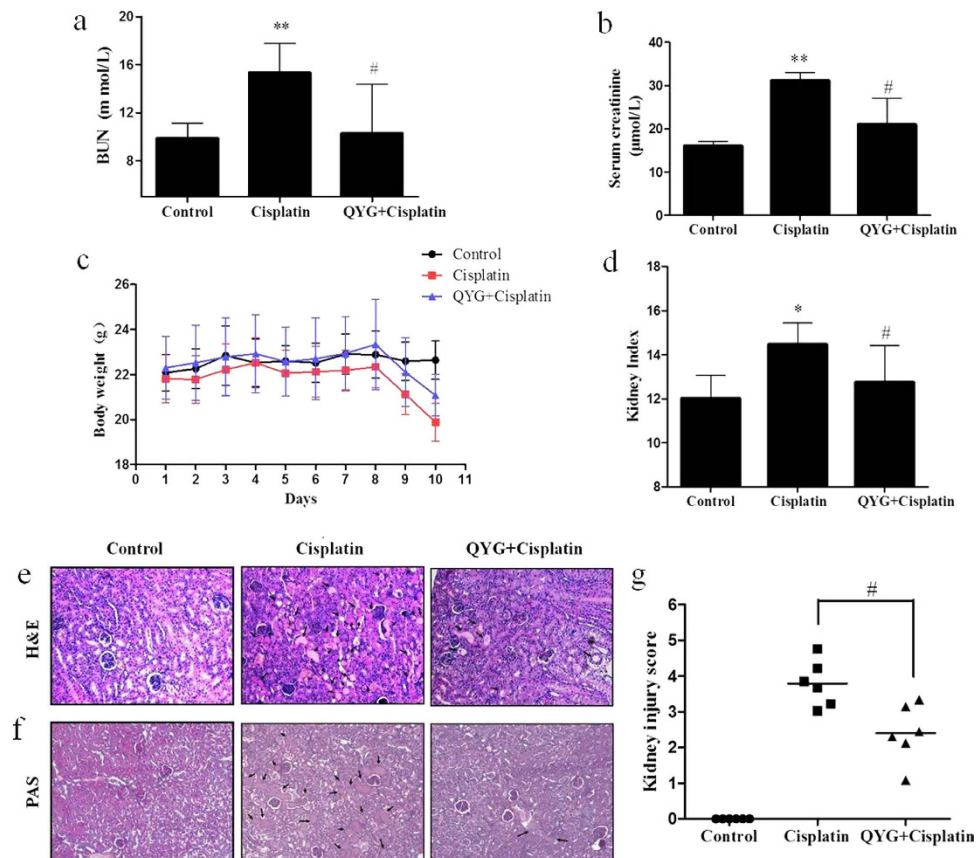 a
BUN (m mol/L)
20
16
12
10
**
#
Control
Cisplatin
QYG+Cisplatin
b
Serum creatinine
(μmol/L)
40
30
20
10
0
**
#
Control
Cisplatin
QYG+Cisplatin
c
Control
Cisplatin
QYG+Cisplatin
Body weight (g)
26
24
22
20
18
0 1 2 3 4 5 6 7 8 9 10 11
Days
d
Kidney Index
18
16
14
12
10
8
*
#
Control
Cisplatin
QYG+Cisplatin
Control
Cisplatin
QYG+Cisplatin
e
H&E
f
PAS
g
Kidney injury score
6
5
4
3
2
1
0
#
Control
Cisplatin
QYG+Cisplatin